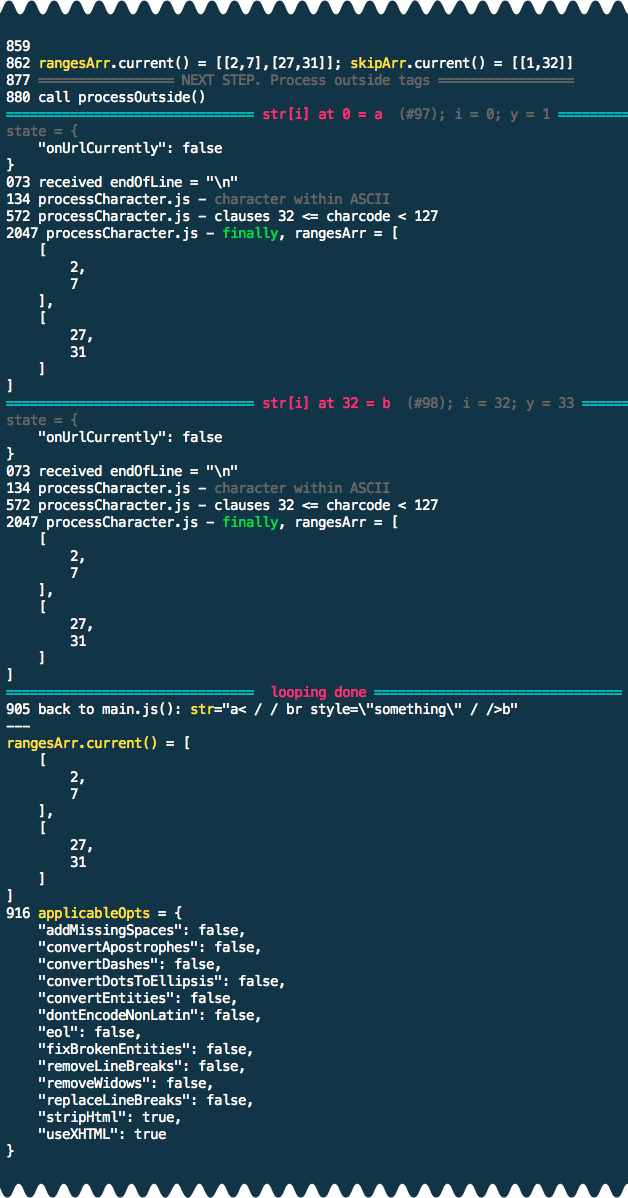 859
862 rangesArr.current() = [[2,7],[27,31]]; skipArr.current() = [[1,32]]
877 ================= NEXT STEP. Process outside tags =================
880 call processOutside()
=============================== str[i] at 0 = a  (#97); i = 0; y = 1 =========
state = {
    "onUrlCurrently": false
}
073 received endOfLine = "\n"
134 processCharacter.js - character within ASCII
572 processCharacter.js - clauses 32 <= charcode < 127
2047 processCharacter.js - finally, rangesArr = [
    [
        2,
        7
    ],
    [
        27,
        31
    ]
]
=============================== str[i] at 32 = b  (#98); i = 32; y = 33 ======
state = {
    "onUrlCurrently": false
}
073 received endOfLine = "\n"
134 processCharacter.js - character within ASCII
572 processCharacter.js - clauses 32 <= charcode < 127
2047 processCharacter.js - finally, rangesArr = [
    [
        2,
        7
    ],
    [
        27,
        31
    ]
]
===============================  looping done ===============================
905 back to main.js(): str="a< / / br style=\"something\" / />b"
---
rangesArr.current() = [
    [
        2,
        7
    ],
    [
        27,
        31
    ]
]
916 applicableOpts = {
    "addMissingSpaces": false,
    "convertApostrophes": false,
    "convertDashes": false,
    "convertDotsToEllipsis": false,
    "convertEntities": false,
    "dontEncodeNonLatin": false,
    "eol": false,
    "fixBrokenEntities": false,
    "removeLineBreaks": false,
    "removeWidows": false,
    "replaceLineBreaks": false,
    "stripHtml": true,
    "useXHTML": true
}